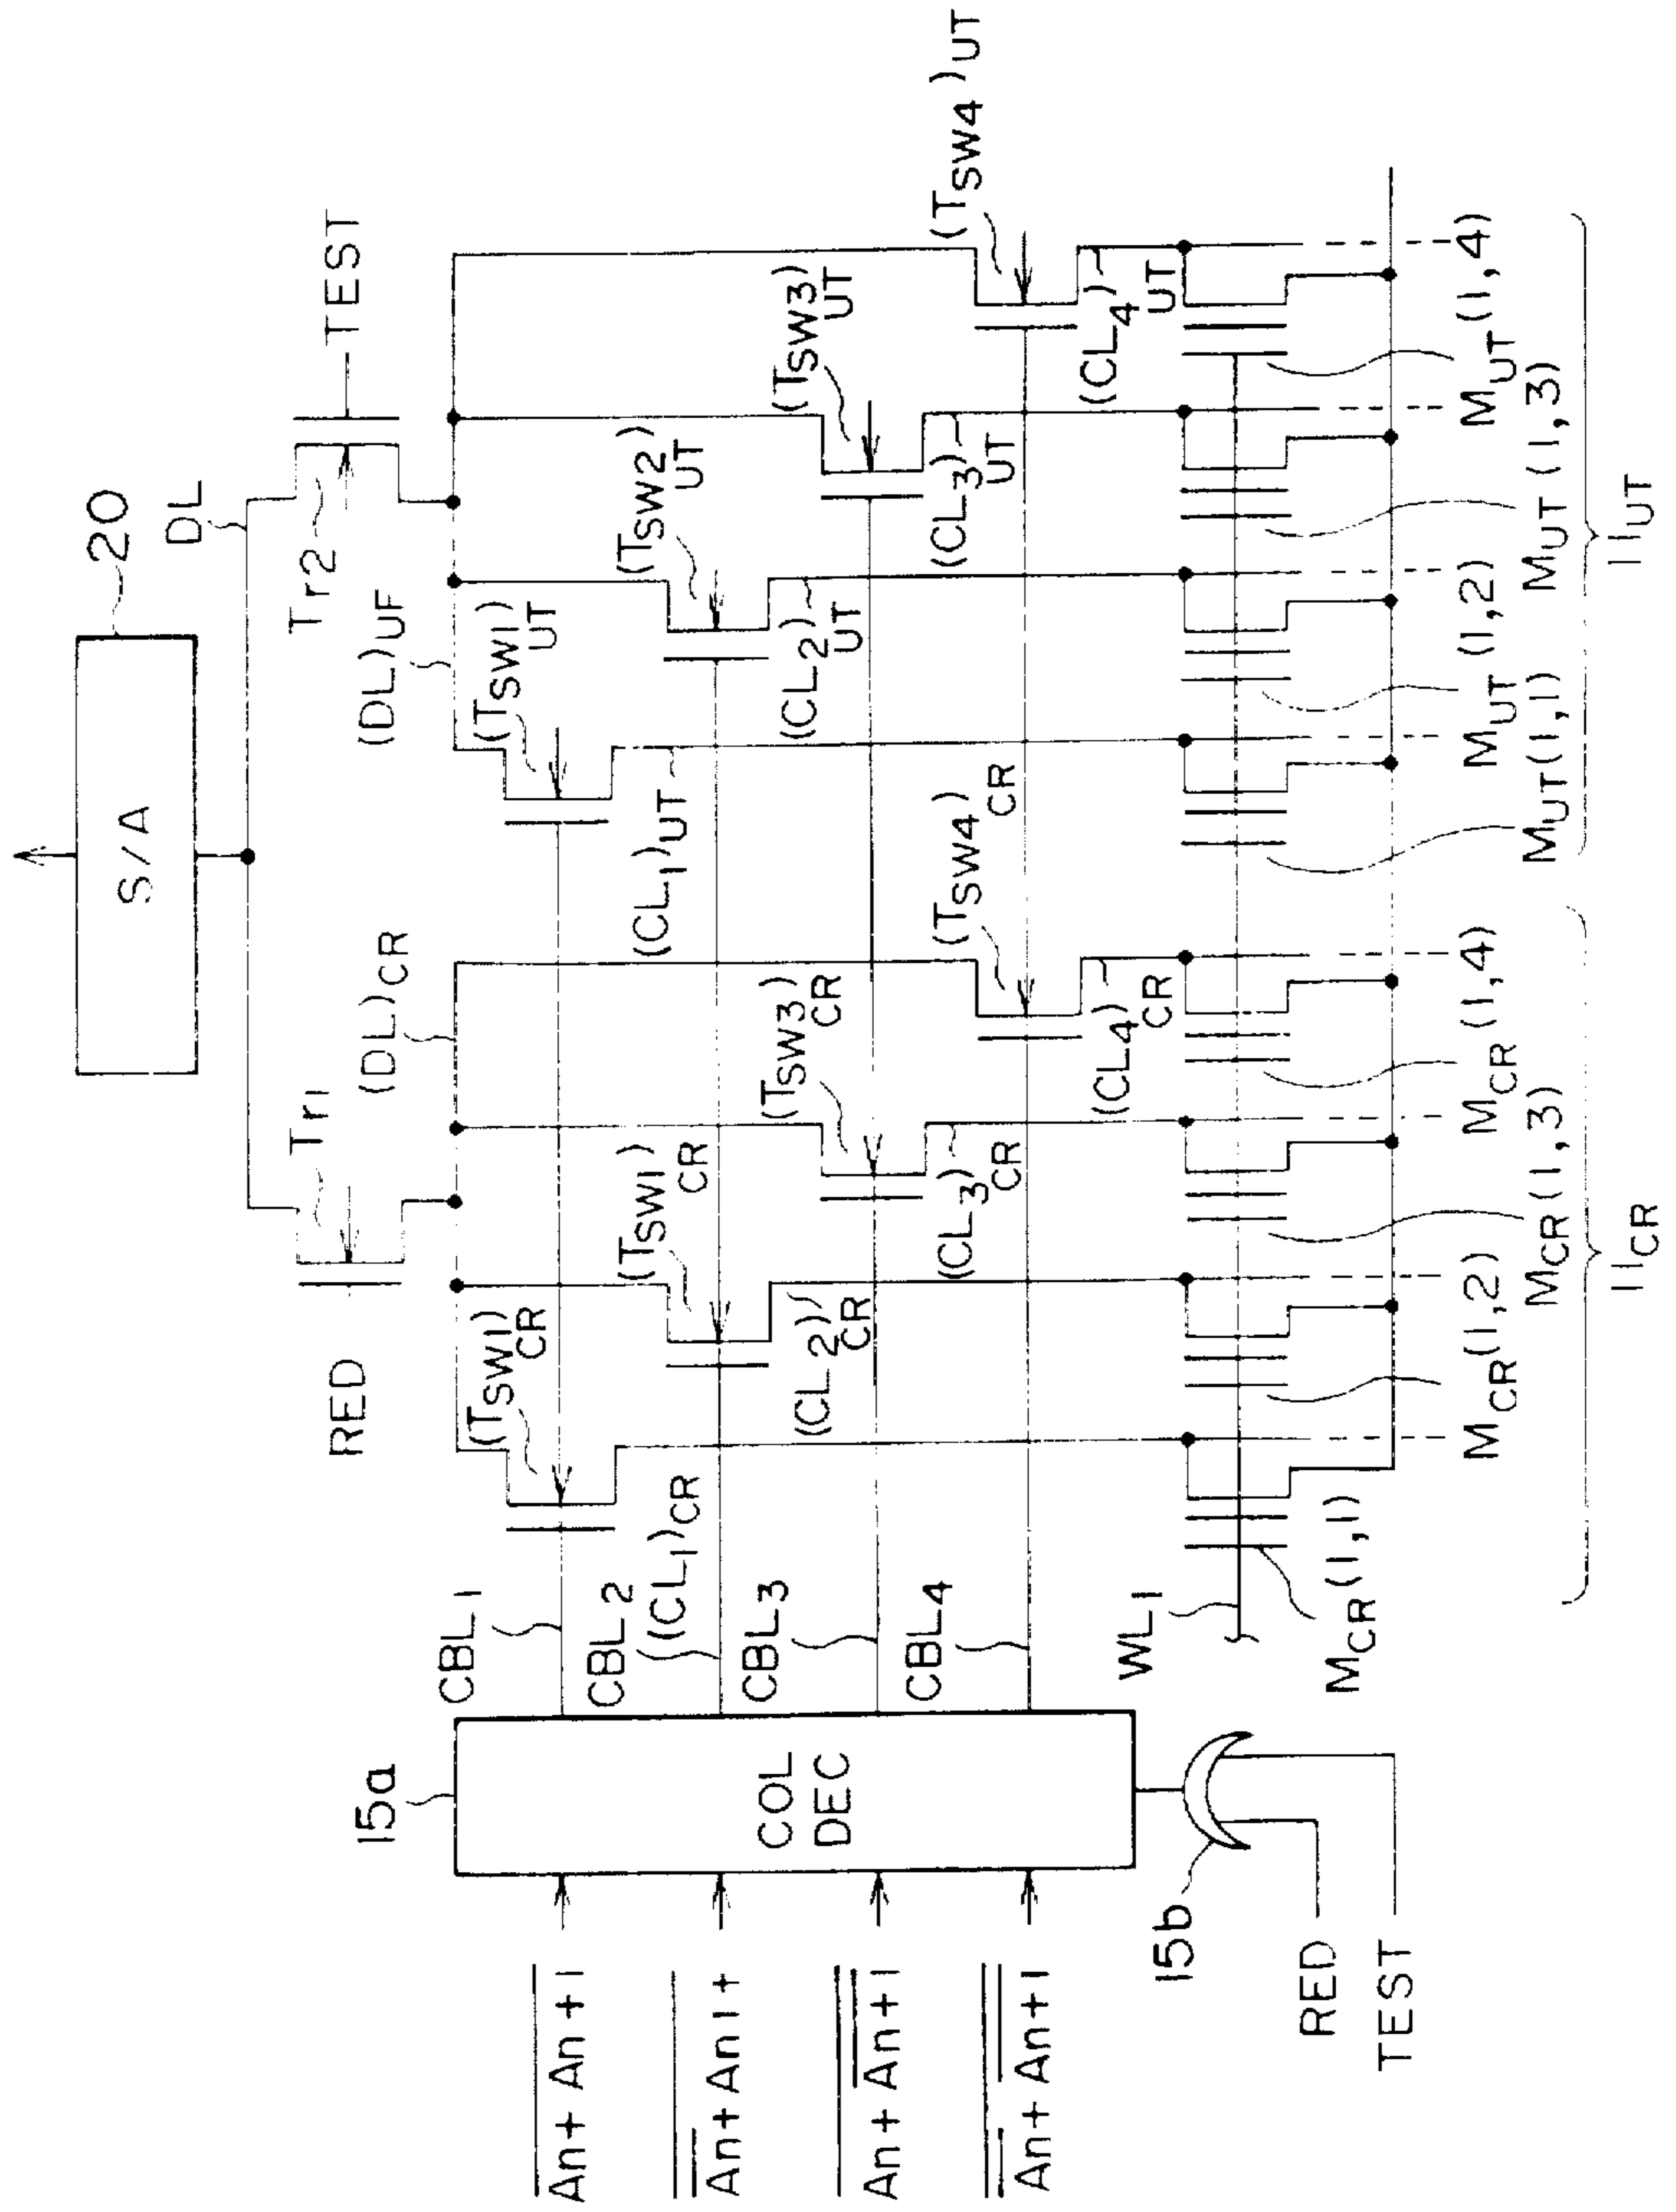 S/A
20
DL
Tr1
RED
Tr2
TEST
(DL)CR
(DL)UF
(TSW1)CR
(TSW1)CR
(TSW3)CR
(TSW4)CR
(TSW1)UT
(TSW2)UT
(TSW3)UT
(TSW4)UT
15a
COL
DEC
CBL1
CBL2
(CL1)CR
CBL3
CBL4
(CL2)CR
(CL3)CR
(CL4)CR
(CL1)UT
(CL2)UT
(CL3)UT
(CL4)UT
A̅n̅+̅ ̅A̅n̅ ̅+̅1̅
A̿n̿+̅A̅n̅1̅+̅
A̅n̅+̅ A̿n̿+̿1̿
A̿n̿+̅ A̿n̿+̿1̿
WL1
MCR(1,1)
MCR(1,2)
MCR(1,3)
MCR(1,4)
MUT(1,1)
MUT(1,2)
MUT(1,3)
MUT(1,4)
11CR
11UT
15b
RED
TEST